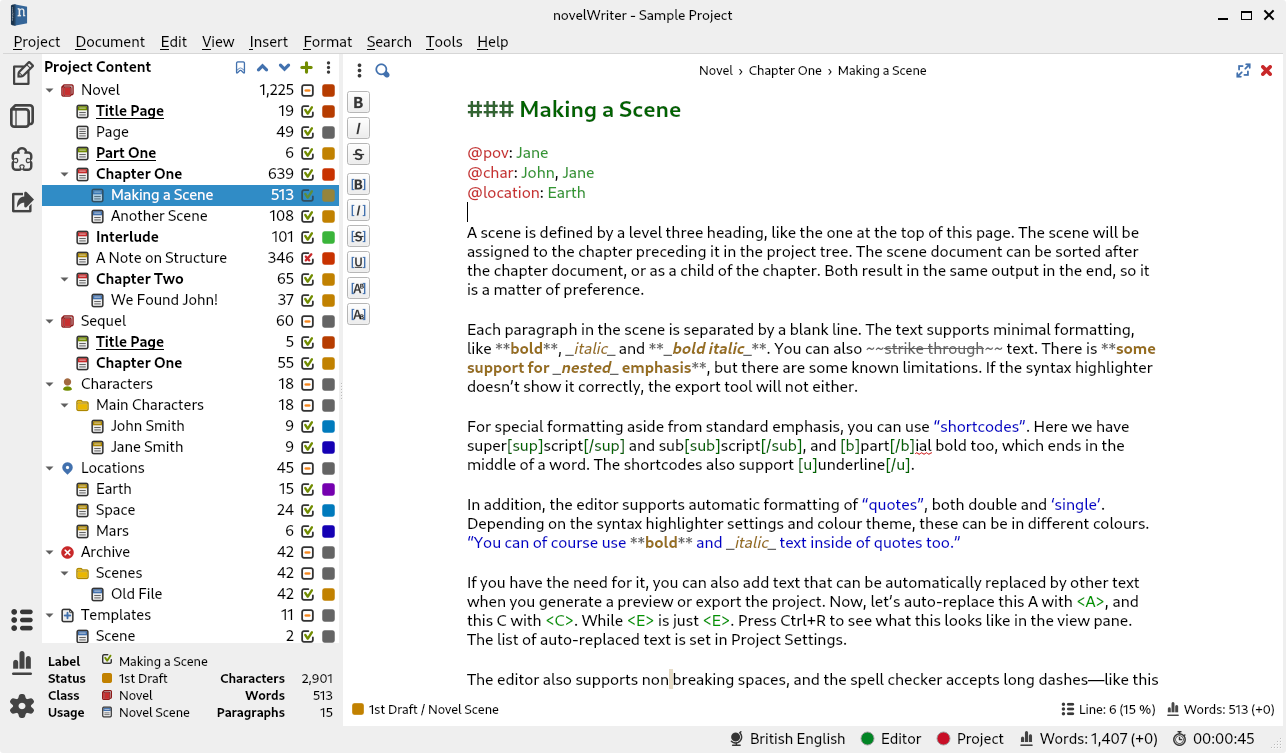 novelWriter - Sample Project
Project Document Edit View Insert Format Search Tools Help
Project Content
Novel 1,225
Title Page 19
Page 49
Part One 6
Chapter One 639
Making a Scene 513
Another Scene 108
Interlude 101
A Note on Structure 346
Chapter Two 65
We Found John! 37
Sequel 60
Title Page 5
Chapter One 55
Characters 18
Main Characters 18
John Smith 9
Jane Smith 9
Locations 45
Earth 15
Space 24
Mars 6
Archive 42
Scenes 42
Old File 42
Templates 11
Scene 2
Label Making a Scene
Status 1st Draft Characters 2,901
Class Novel Words 513
Usage Novel Scene Paragraphs 15
Novel › Chapter One › Making a Scene
B
I
S
[B]
[I]
[S]
[U]
[Aᴮ]
[A_B]
### Making a Scene
@pov: Jane
@char: John, Jane
@location: Earth
A scene is defined by a level three heading, like the one at the top of this page. The scene will be
assigned to the chapter preceding it in the project tree. The scene document can be sorted after
the chapter document, or as a child of the chapter. Both result in the same output in the end, so it
is a matter of preference.
Each paragraph in the scene is separated by a blank line. The text supports minimal formatting,
like **bold**, _italic_ and **_bold italic_**. You can also ~~strike through~~ text. There is **some
support for _nested_ emphasis**, but there are some known limitations. If the syntax highlighter
doesn’t show it correctly, the export tool will not either.
For special formatting aside from standard emphasis, you can use “shortcodes”. Here we have
super[sup]script[/sup] and sub[sub]script[/sub], and [b]part[/b]ial bold too, which ends in the
middle of a word. The shortcodes also support [u]underline[/u].
In addition, the editor supports automatic formatting of “quotes”, both double and ‘single’.
Depending on the syntax highlighter settings and colour theme, these can be in different colours.
“You can of course use **bold** and _italic_ text inside of quotes too.”
If you have the need for it, you can also add text that can be automatically replaced by other text
when you generate a preview or export the project. Now, let’s auto-replace this A with <A>, and
this C with <C>. While <E> is just <E>. Press Ctrl+R to see what this looks like in the view pane.
The list of auto-replaced text is set in Project Settings.
The editor also supports non breaking spaces, and the spell checker accepts long dashes—like this
1st Draft / Novel Scene
Line: 6 (15 %) Words: 513 (+0)
British English Editor Project Words: 1,407 (+0) 00:00:45